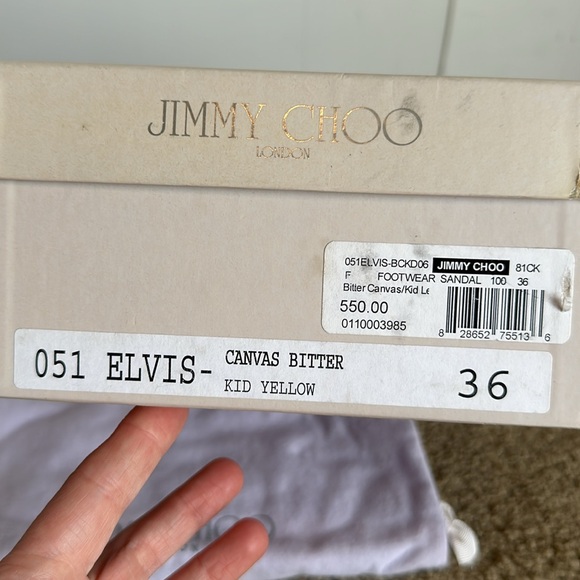 JIMMY CHOO
LONDON
051ELVIS-BCKD06 JIMMY CHOO 81CK
F FOOTWEAR SANDAL 100 36
Bitter Canvas/Kid Le
550.00
0110003985
8 28652 75513 6
051 ELVIS- CANVAS BITTER
KID YELLOW
36
CHOO